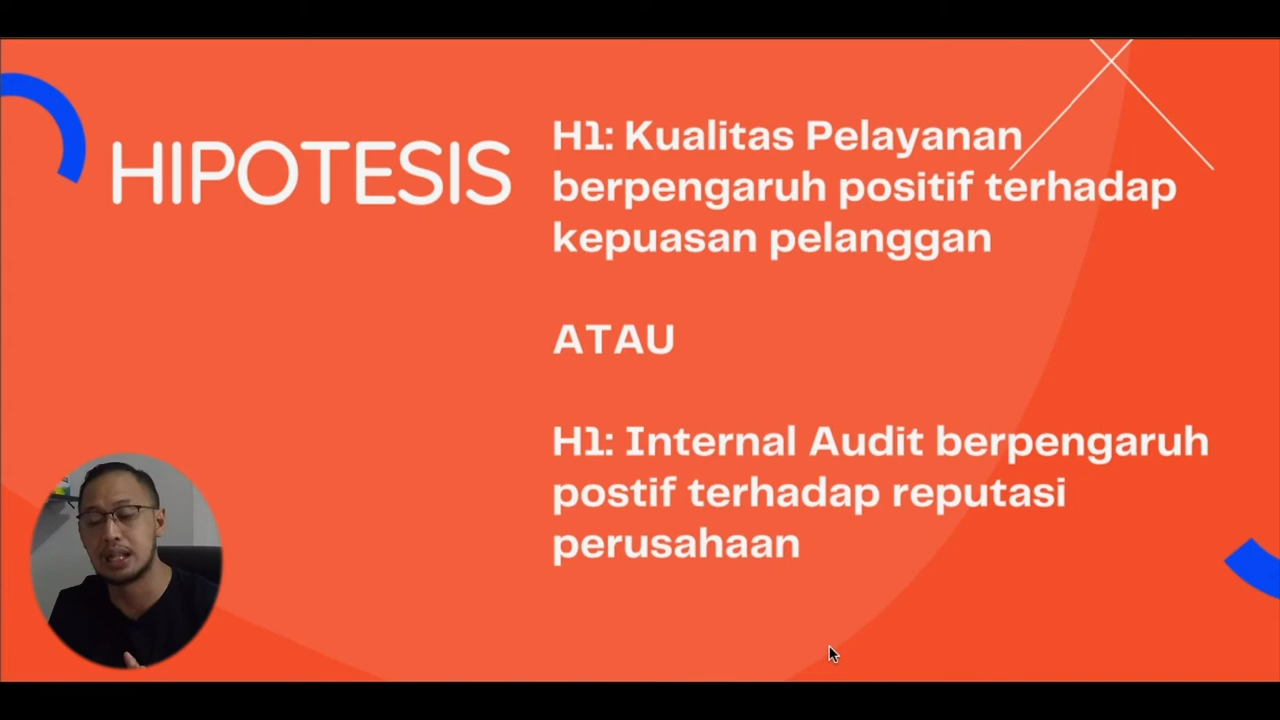 HIPOTESIS
H1: Kualitas Pelayanan
berpengaruh positif terhadap
kepuasan pelanggan
ATAU
H1: Internal Audit berpengaruh
postif terhadap reputasi
perusahaan